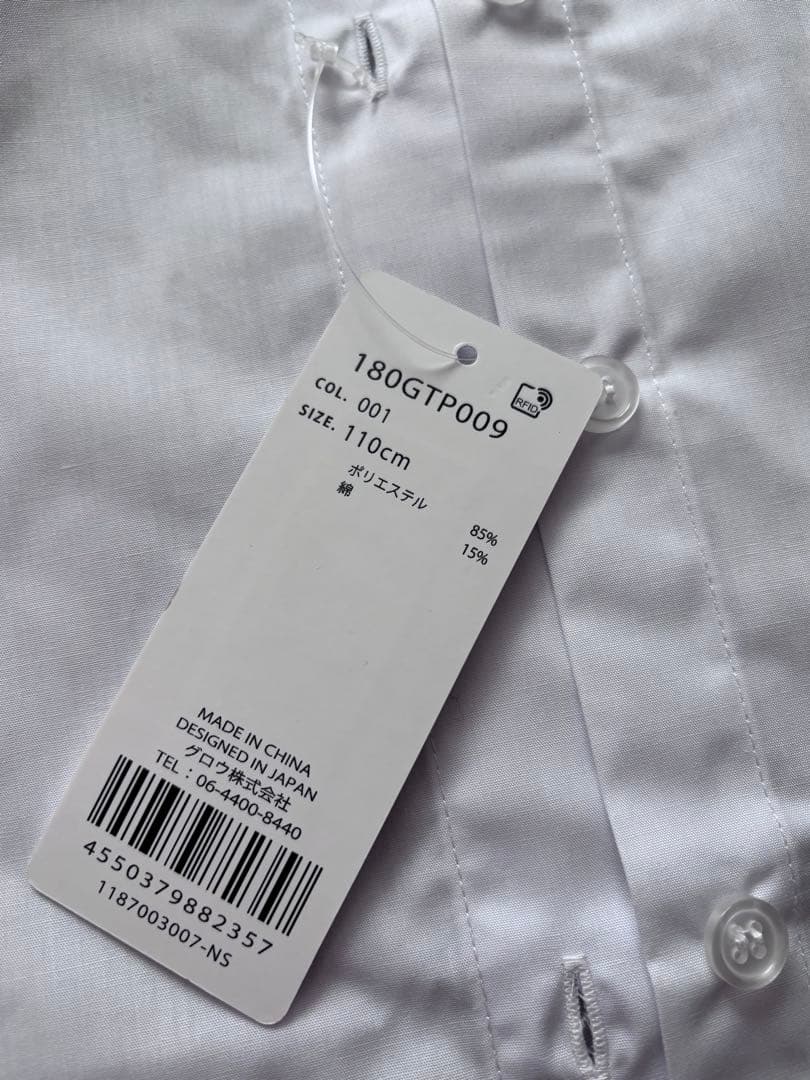 180GTP009
RFID
COL. 001
SIZE. 110cm
ポリエステル 85%
綿 15%
MADE IN CHINA
DESIGNED IN JAPAN
グロウ株式会社
TEL : 06-4400-8440
4550379882357
1187003007-NS